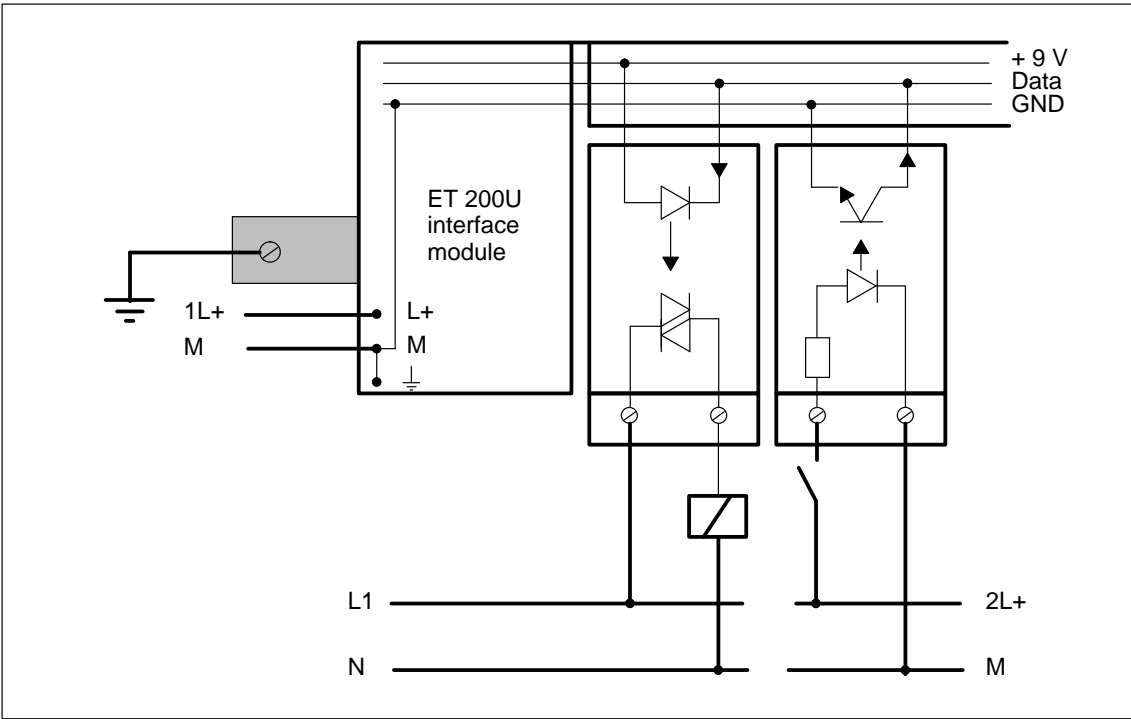 + 9 V
Data
GND
ET 200U
interface
module
1L+
L+
M
M
L1
2L+
N
M